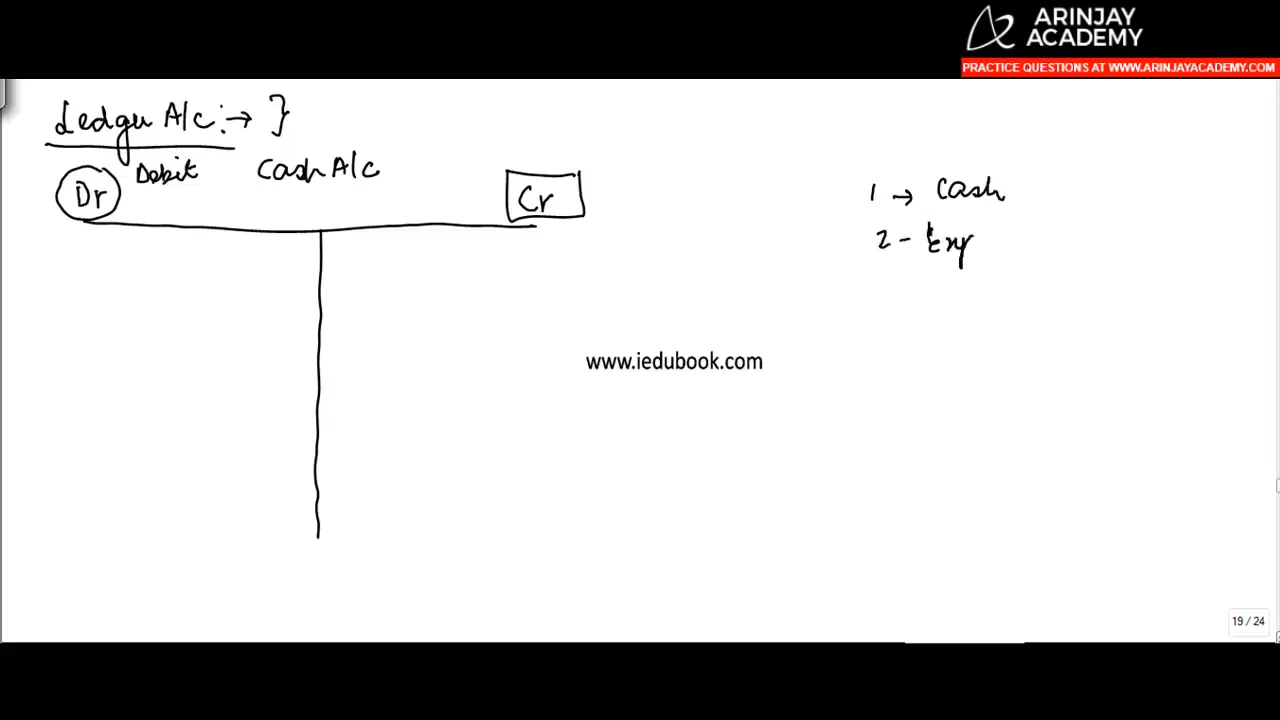 ARINJAY
ACADEMY
PRACTICE QUESTIONS AT WWW.ARINJAYACADEMY.COM
Ledger A/c :→ }
Dr Debit Cash A/c Cr
1 → Cash
2 - Exp
www.iedubook.com
19 / 24